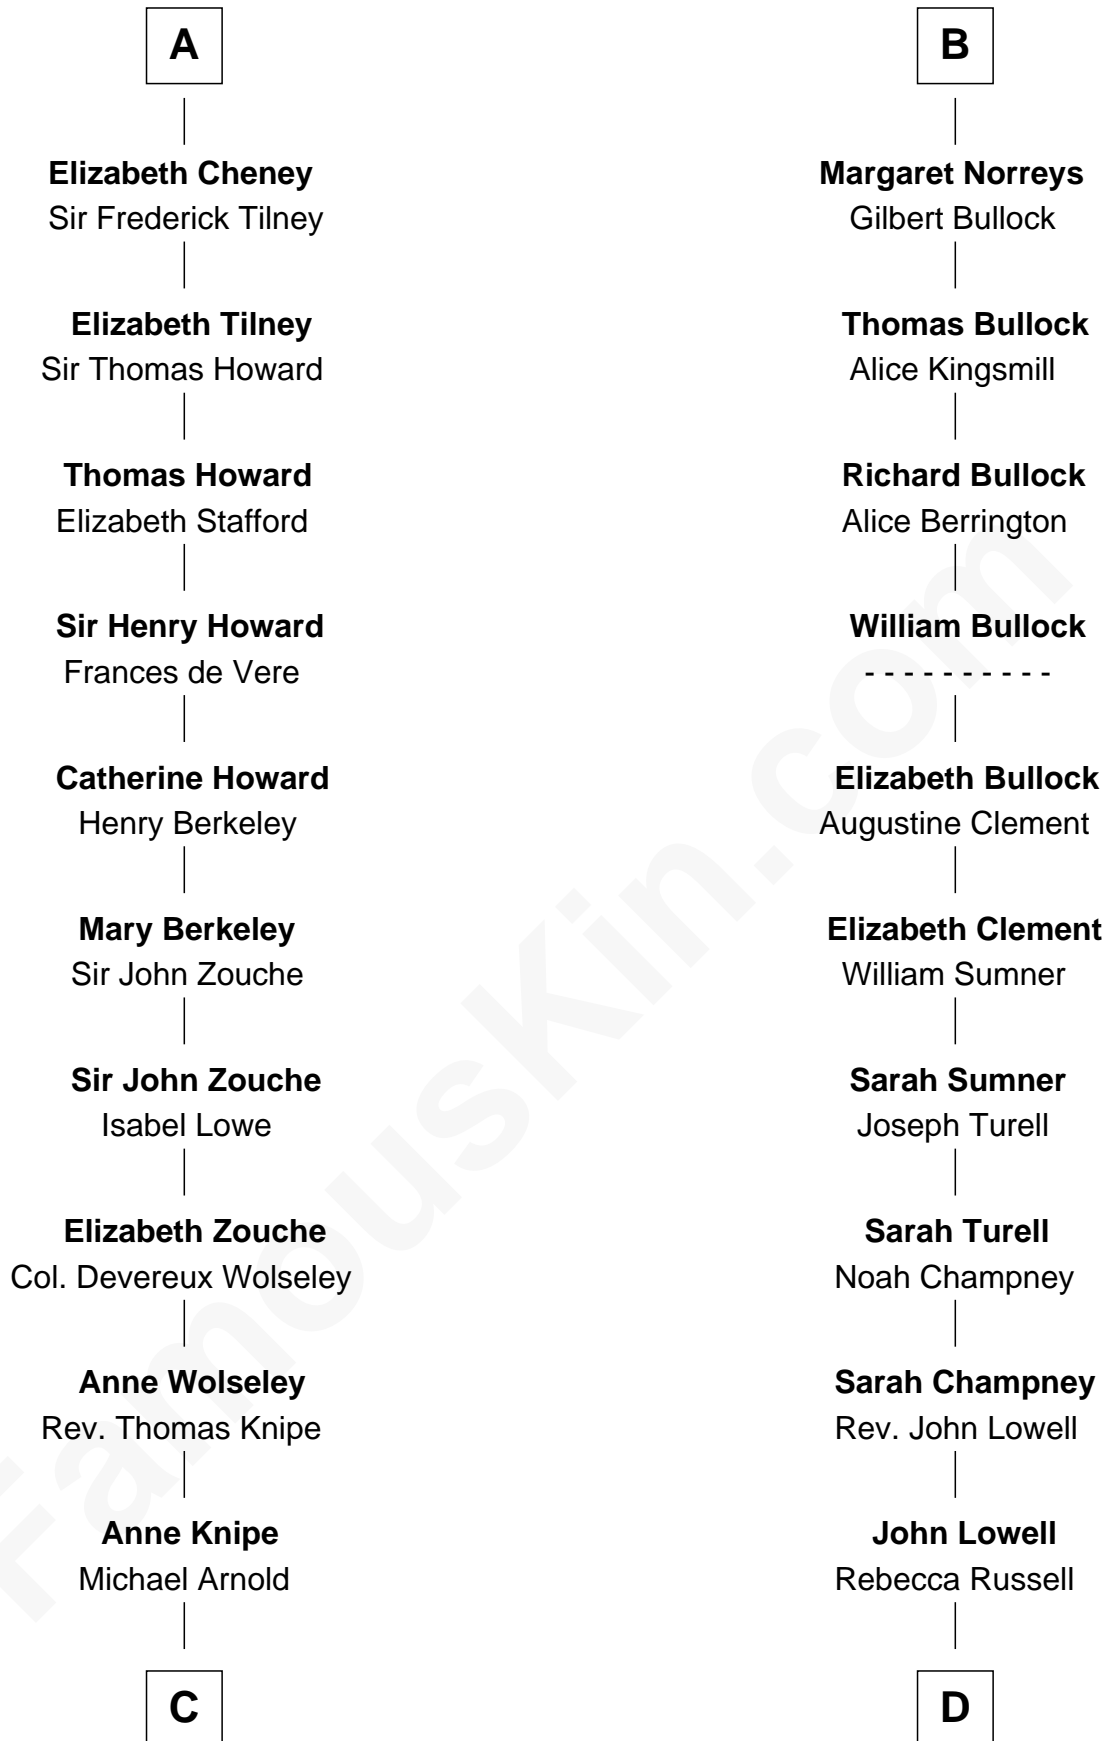 A
Elizabeth Cheney
Sir Frederick Tilney
Elizabeth Tilney
Sir Thomas Howard
Thomas Howard
Elizabeth Stafford
Sir Henry Howard
Frances de Vere
Catherine Howard
Henry Berkeley
Mary Berkeley
Sir John Zouche
Sir John Zouche
Isabel Lowe
Elizabeth Zouche
Col. Devereux Wolseley
Anne Wolseley
Rev. Thomas Knipe
Anne Knipe
Michael Arnold
C
B
Margaret Norreys
Gilbert Bullock
Thomas Bullock
Alice Kingsmill
Richard Bullock
Alice Berrington
William Bullock
- - - - - - - - - -
Elizabeth Bullock
Augustine Clement
Elizabeth Clement
William Sumner
Sarah Sumner
Joseph Turell
Sarah Turell
Noah Champney
Sarah Champney
Rev. John Lowell
John Lowell
Rebecca Russell
D
FamousKin.com